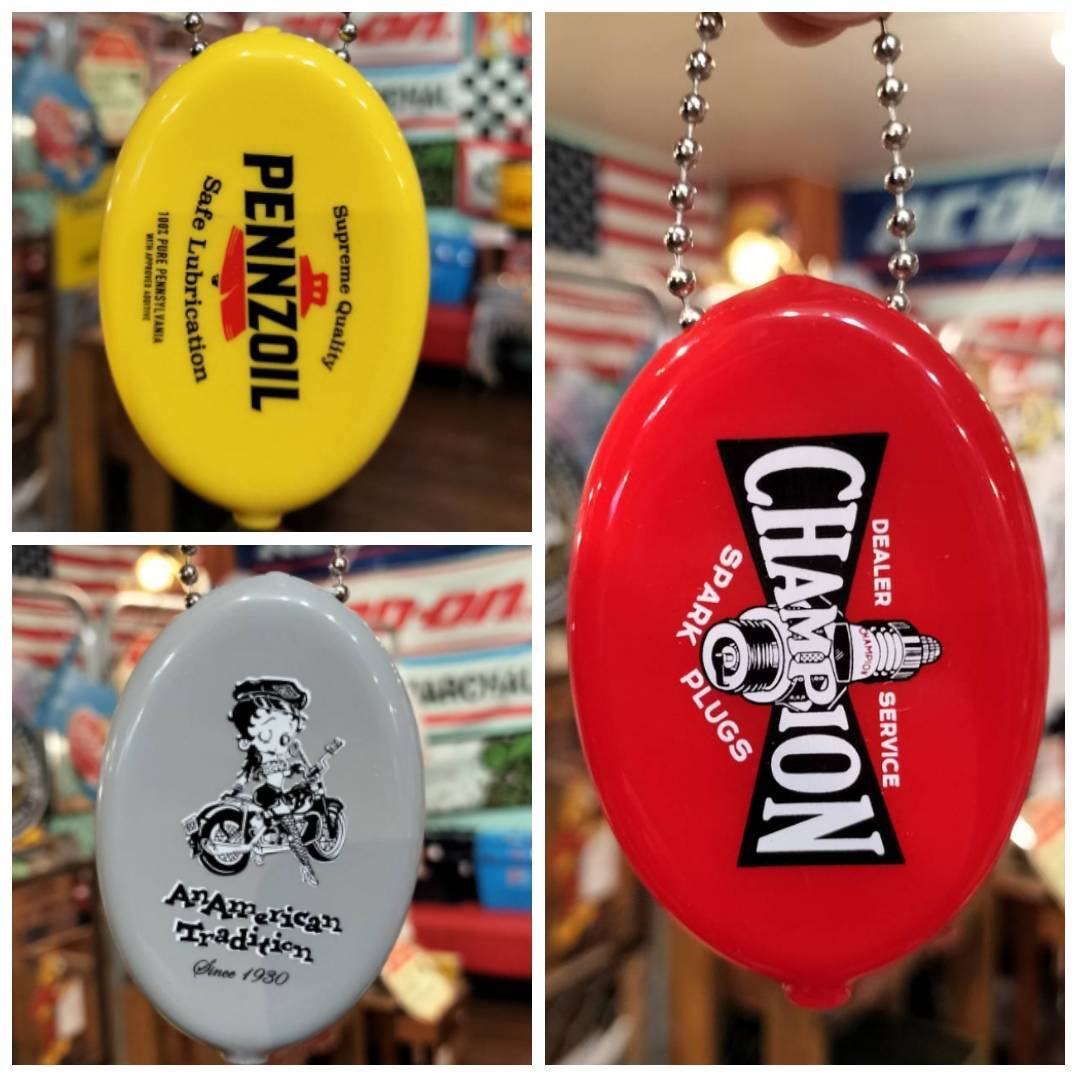 Supreme Quality
PENNZOIL
Safe Lubrication
100% PURE PENNSYLVANIA
WITH APPROVED ADDITIVE
DEALER SERVICE
CHAMPION
CHAMPION
SPARK PLUGS
An American
Tradition
Since 1930